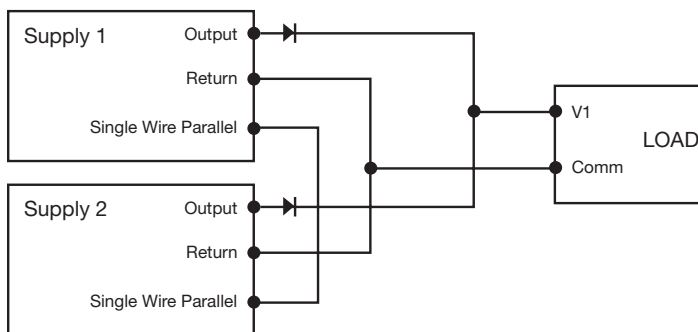 Supply 1
Output
Return
Single Wire Parallel
V1
LOAD
Comm
Supply 2
Output
Return
Single Wire Parallel